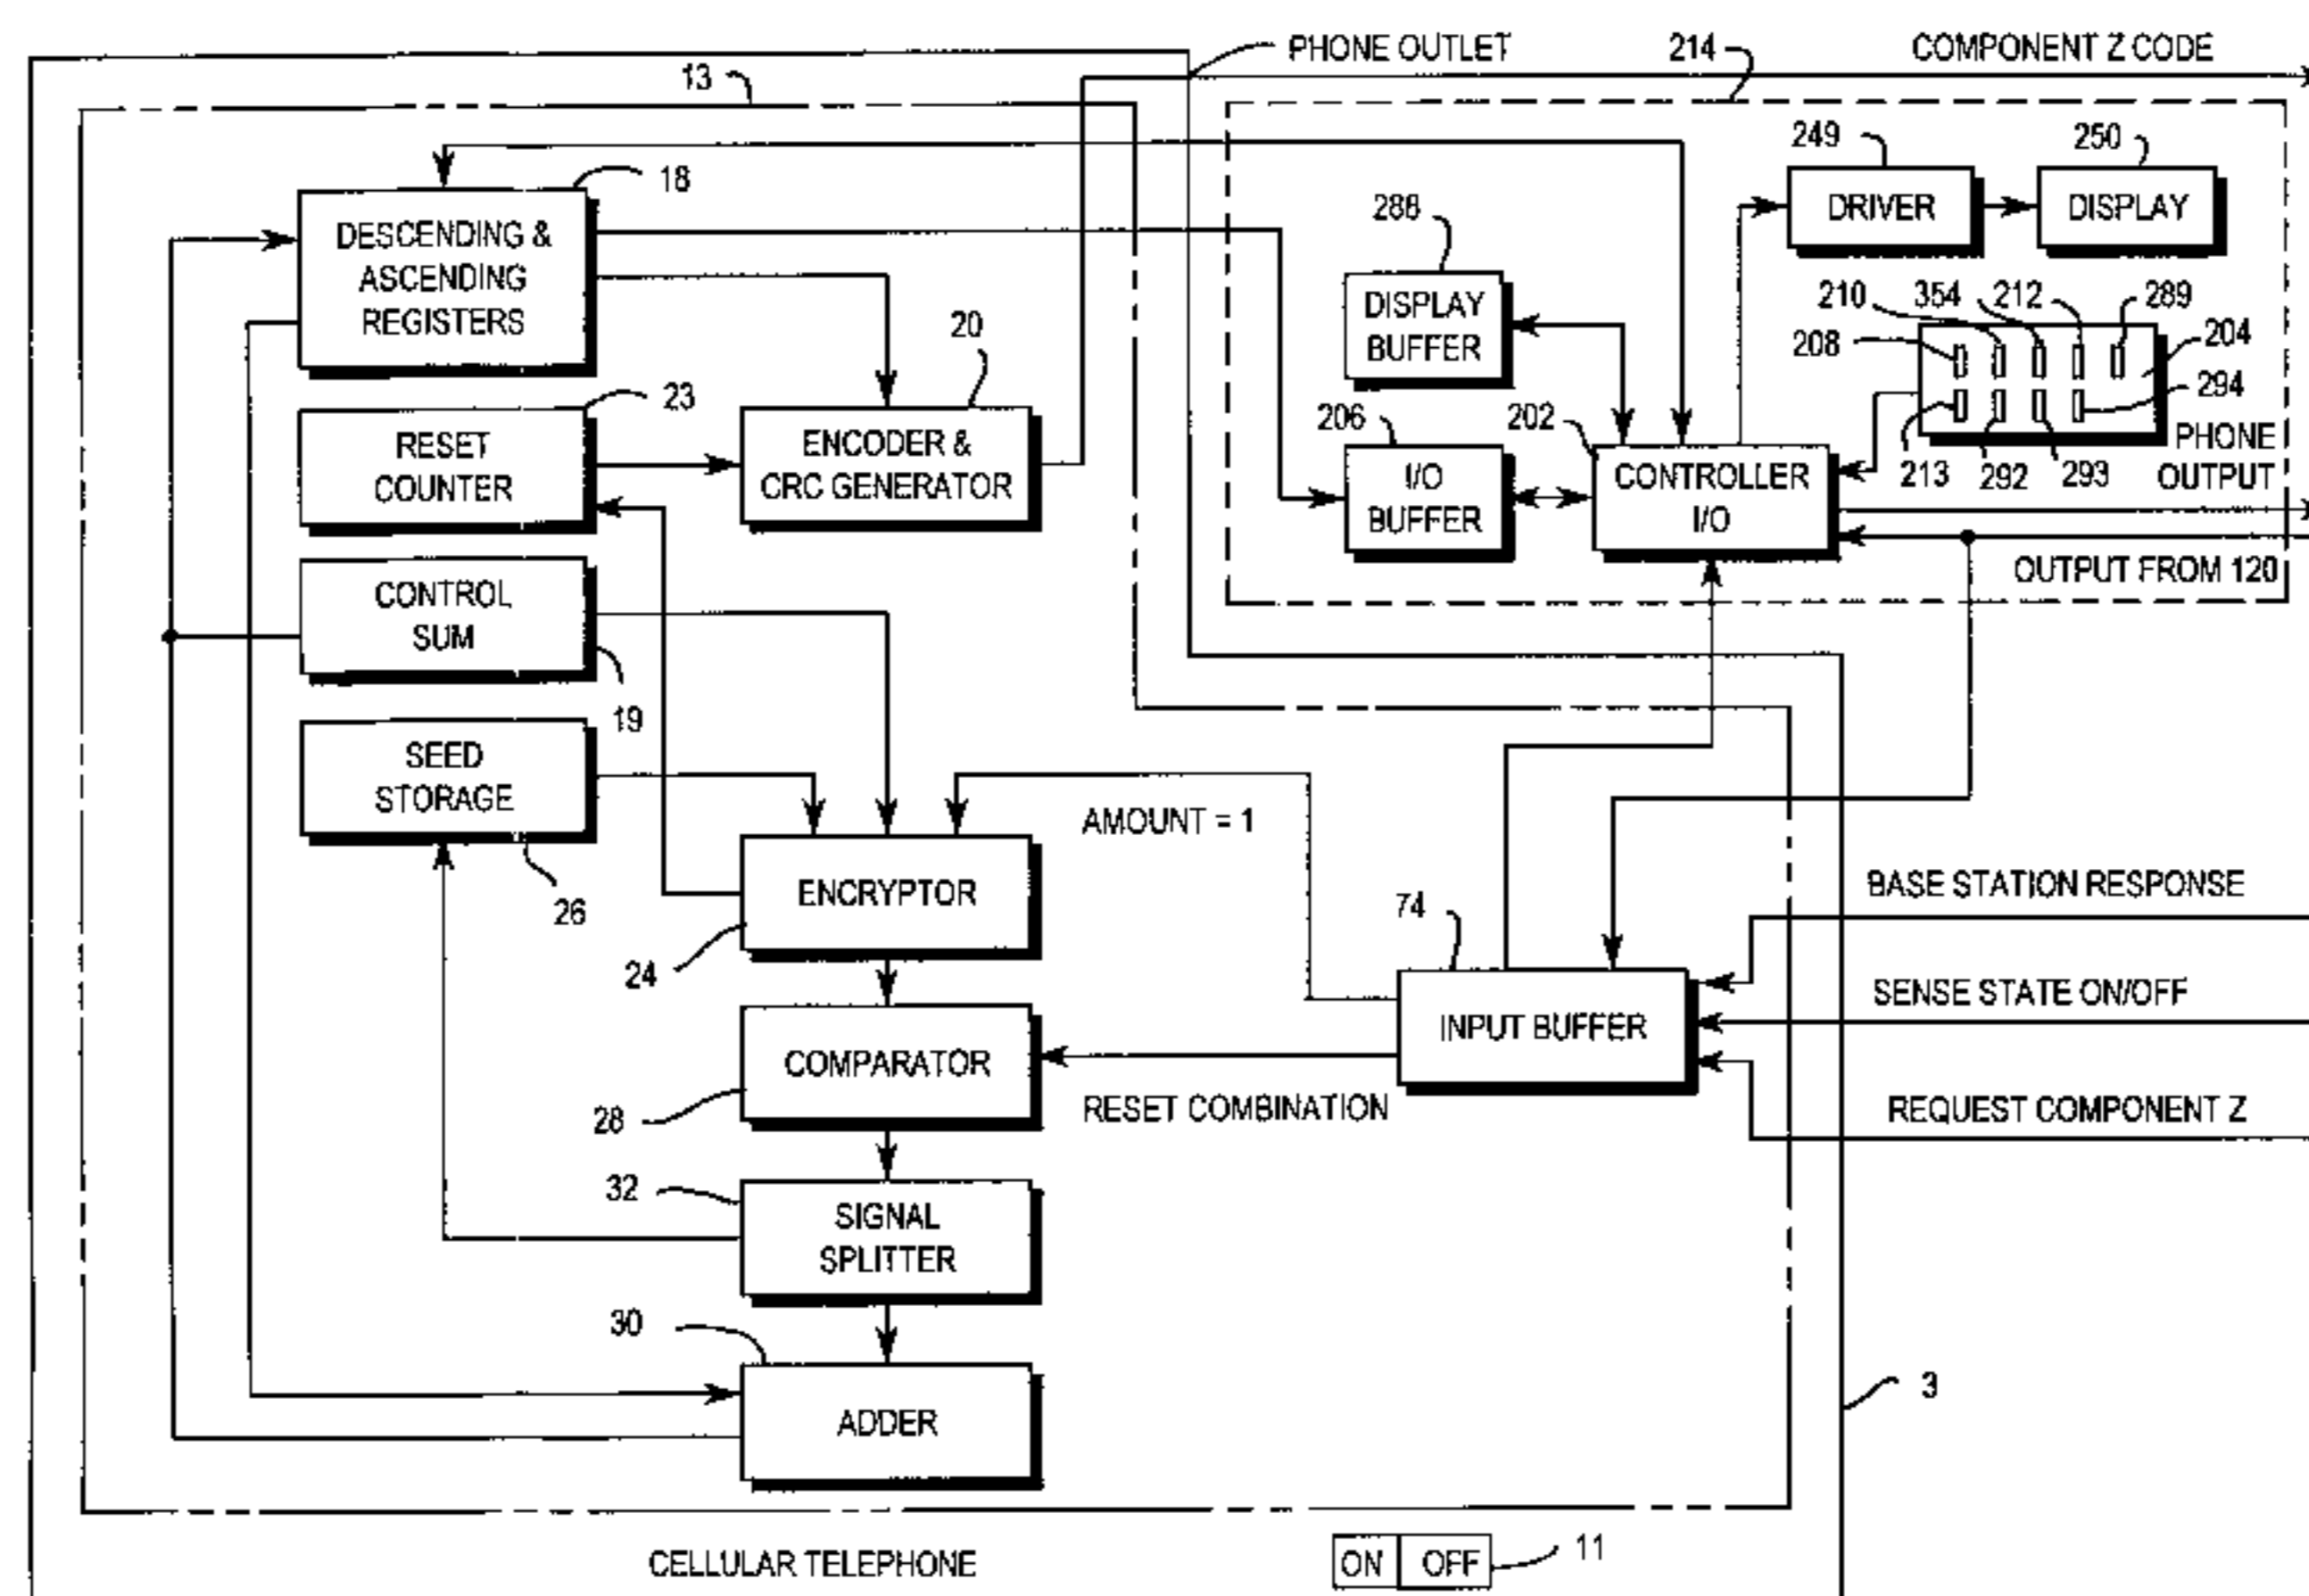 PHONE OUTLET
214
COMPONENT Z CODE
13
249
250
18
DRIVER
DISPLAY
288
DESCENDING &
ASCENDING
REGISTERS
DISPLAY
BUFFER
210
354
212
289
208
204
20
294
23
206
202
PHONE
OUTPUT
213
292
293
RESET
COUNTER
ENCODER &
CRC GENERATOR
I/O
BUFFER
CONTROLLER
I/O
OUTPUT FROM 120
CONTROL
SUM
19
SEED
STORAGE
AMOUNT = 1
26
ENCRYPTOR
BASE STATION RESPONSE
74
24
SENSE STATE ON/OFF
INPUT BUFFER
COMPARATOR
28
RESET COMBINATION
REQUEST COMPONENT Z
32
SIGNAL
SPLITTER
30
3
ADDER
CELLULAR TELEPHONE
ON
OFF
11